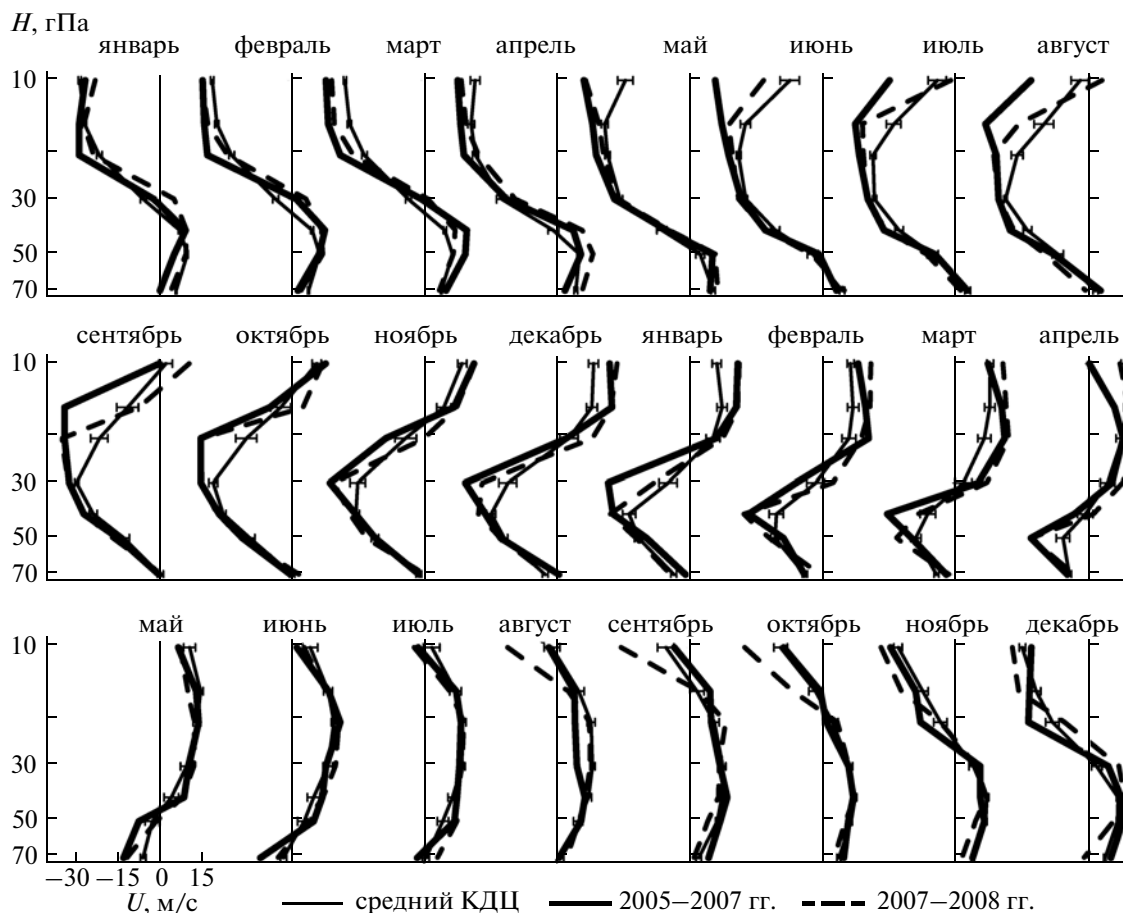 H, гПа
январь февраль март апрель май июнь июль август
10
30
50
70
сентябрь октябрь ноябрь декабрь январь февраль март апрель
10
30
50
70
май июнь июль август сентябрь октябрь ноябрь декабрь
10
30
50
70
−30 −15 0 15
U, м/с средний КДЦ 2005−2007 гг. 2007−2008 гг.